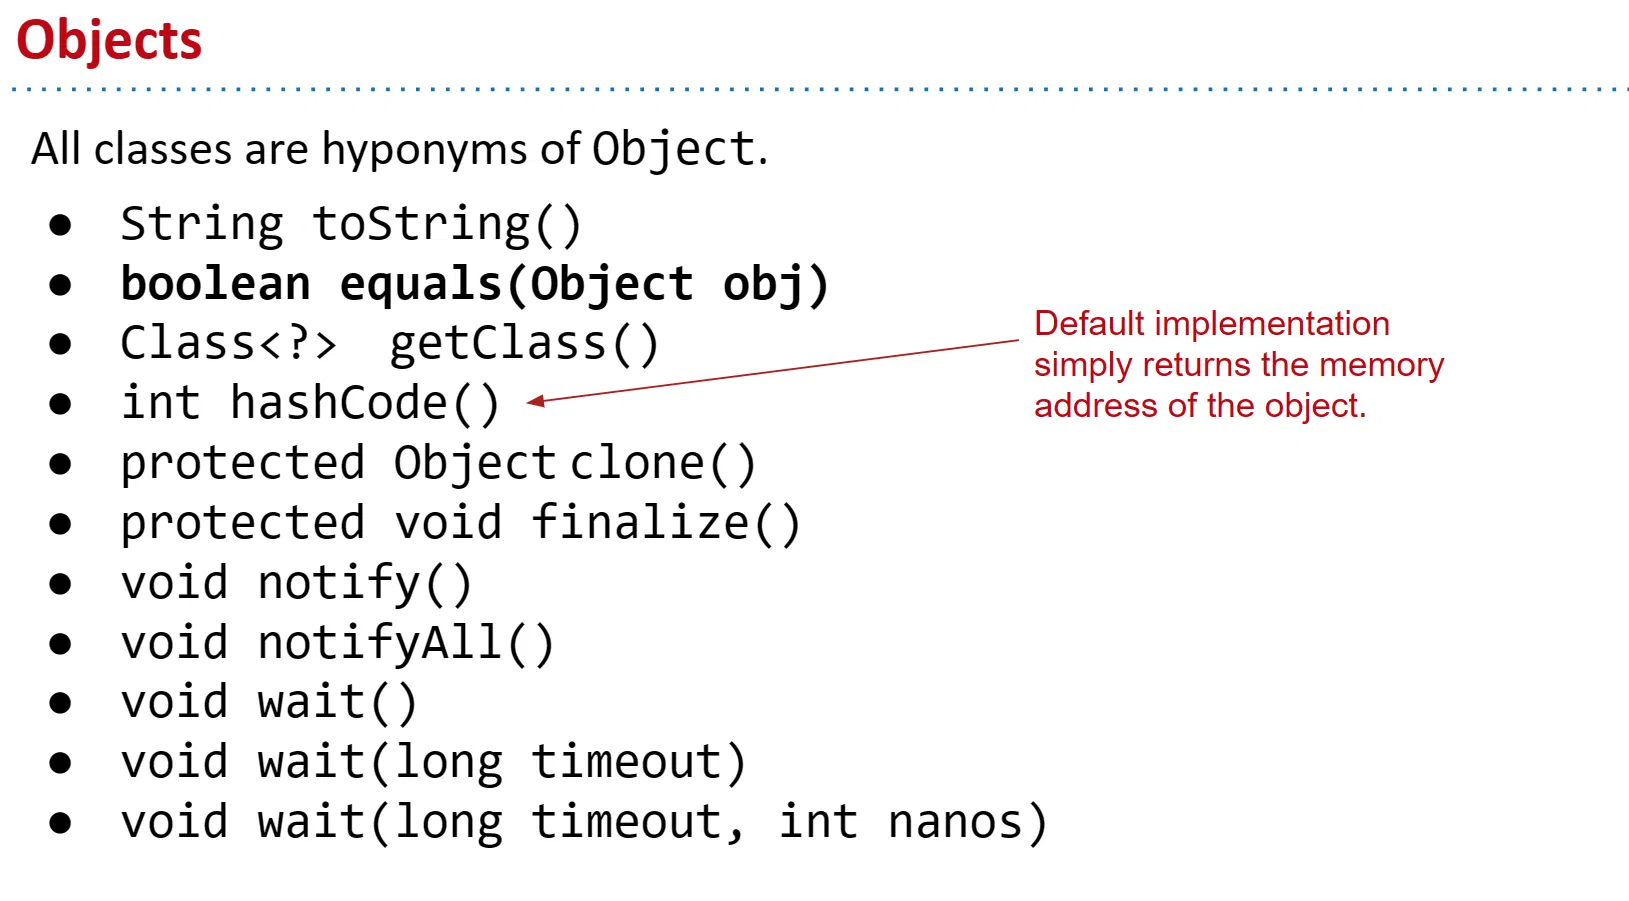 Objects
All classes are hyponyms of Object.
● String toString()
● boolean equals(Object obj)
● Class<?> getClass()
● int hashCode()
Default implementation
simply returns the memory
address of the object.
● protected Object clone()
● protected void finalize()
● void notify()
● void notifyAll()
● void wait()
● void wait(long timeout)
● void wait(long timeout, int nanos)